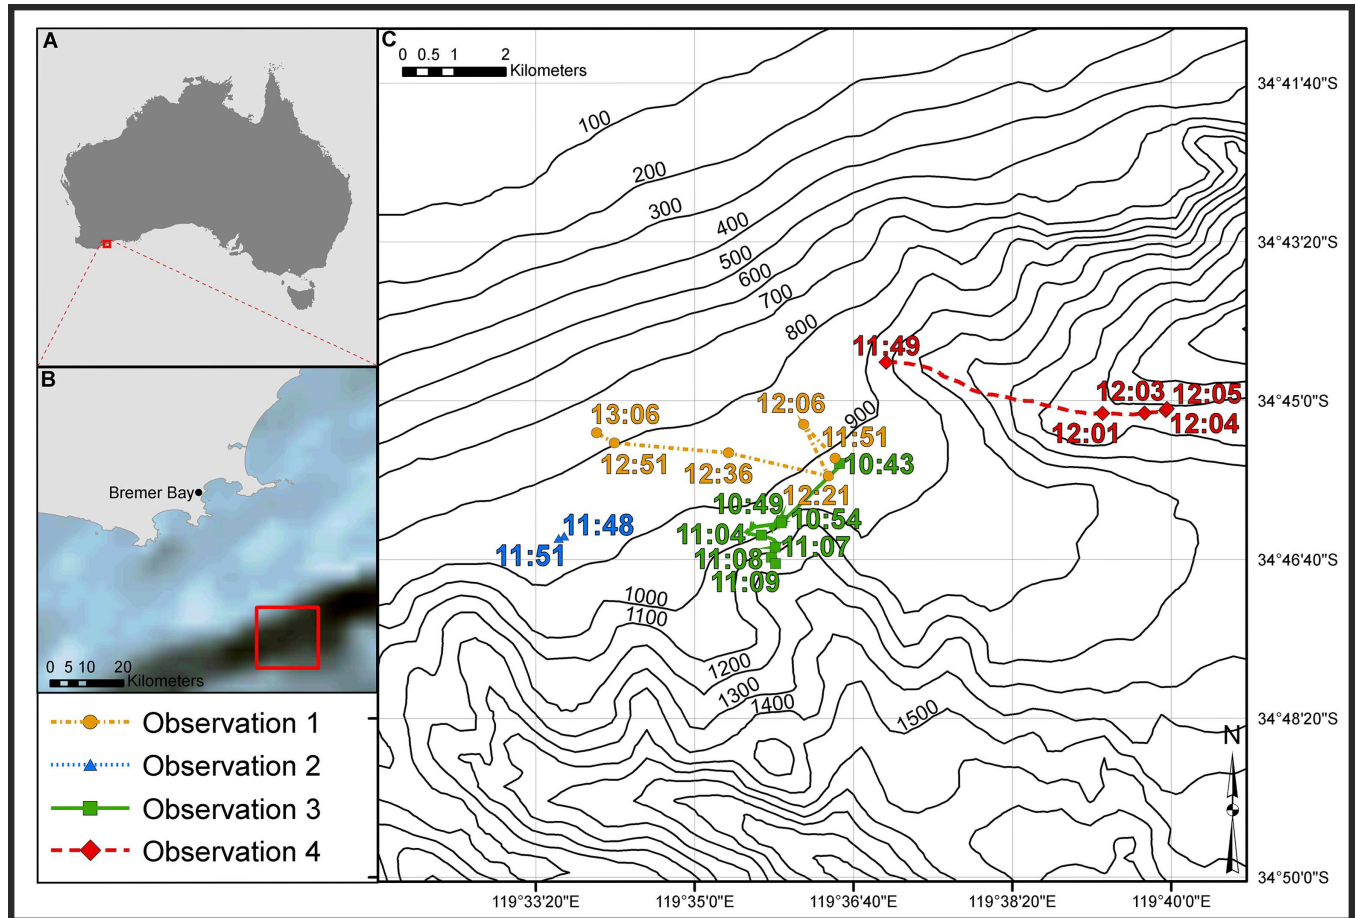 A
B
Bremer Bay
0 5 10 20
Kilometers
Observation 1
Observation 2
Observation 3
Observation 4
C
0 0.5 1 2
Kilometers
100
200
300
400
500
600
700
800
900
11:49
12:03 12:05
12:01 12:04
13:06 12:06
11:51
12:51 12:36 10:43
12:21
10:49
10:54
11:04
11:07
11:08
11:09
11:48
11:51
1000
1100
1200
1300
1400
1500
N
34°41'40"S
34°43'20"S
34°45'0"S
34°46'40"S
34°48'20"S
34°50'0"S
119°33'20"E 119°35'0"E 119°36'40"E 119°38'20"E 119°40'0"E